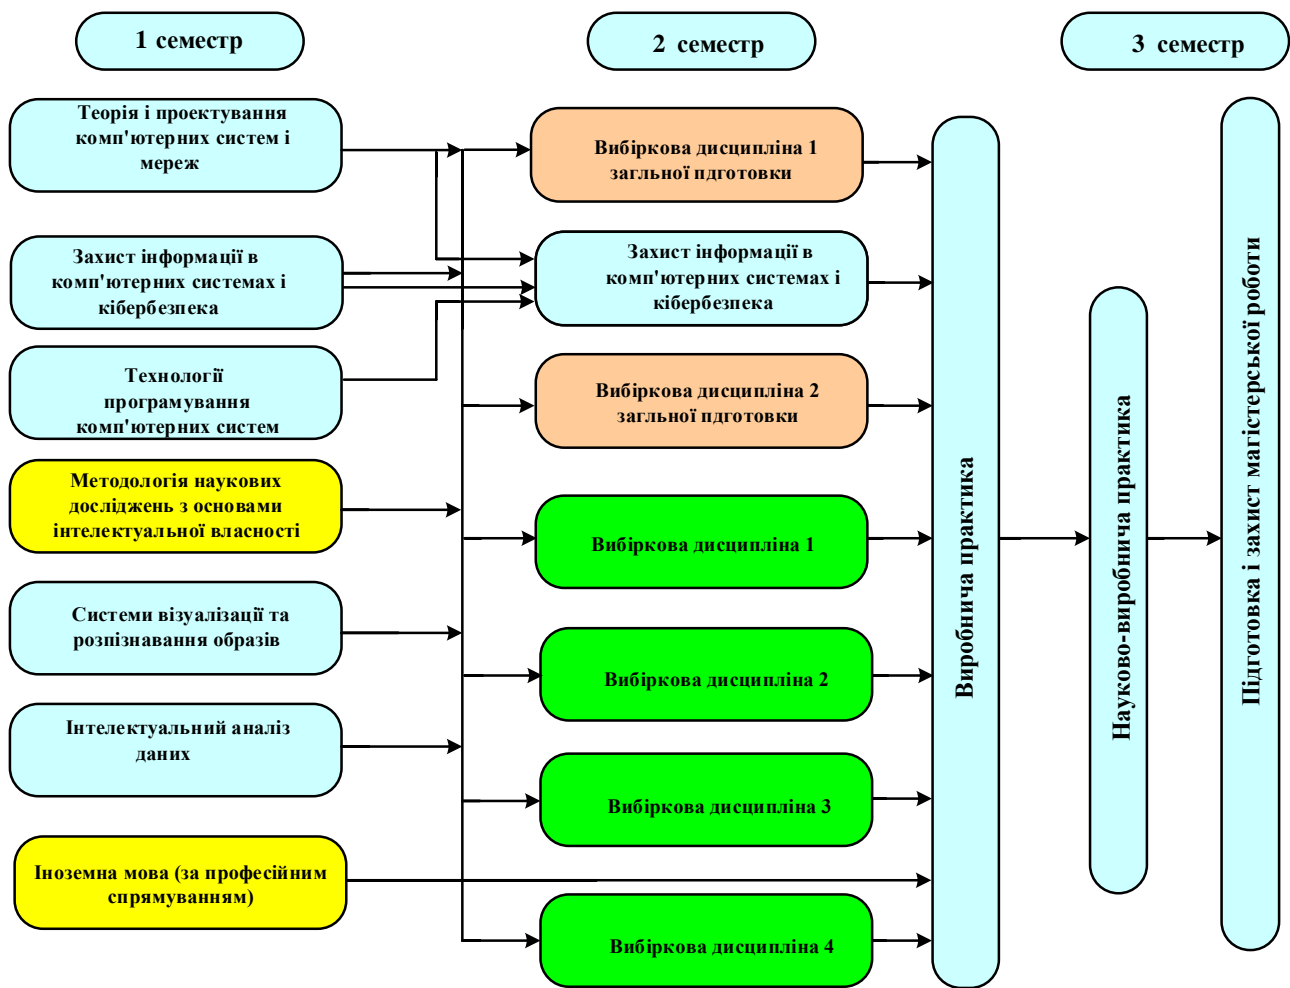 1 семестр
2 семестр
3 семестр
Теорія і проектування
комп'ютерних систем і
мереж
Захист інформації в
комп'ютерних системах і
кібербезпека
Технології
програмування
комп'ютерних систем
Методологія наукових
досліджень з основами
інтелектуальної власності
Системи візуалізації та
розпізнавання образів
Інтелектуальний аналіз
даних
Іноземна мова (за професійним
спрямуванням)
Вибіркова дисципліна 1
загльної пдготовки
Захист інформації в
комп'ютерних системах і
кібербезпека
Вибіркова дисципліна 2
загльної пдготовки
Вибіркова дисципліна 1
Вибіркова дисципліна 2
Вибіркова дисципліна 3
Вибіркова дисципліна 4
Виробнича практика
Науково-виробнича практика
Підготовка і захист магістерської роботи